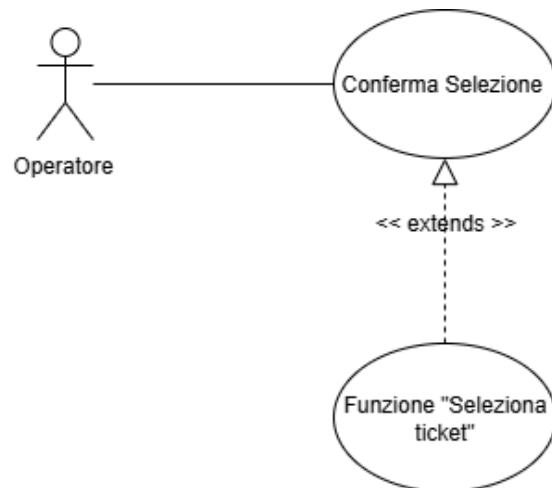 Conferma Selezione
Operatore
<< extends >>
Funzione "Seleziona
ticket"